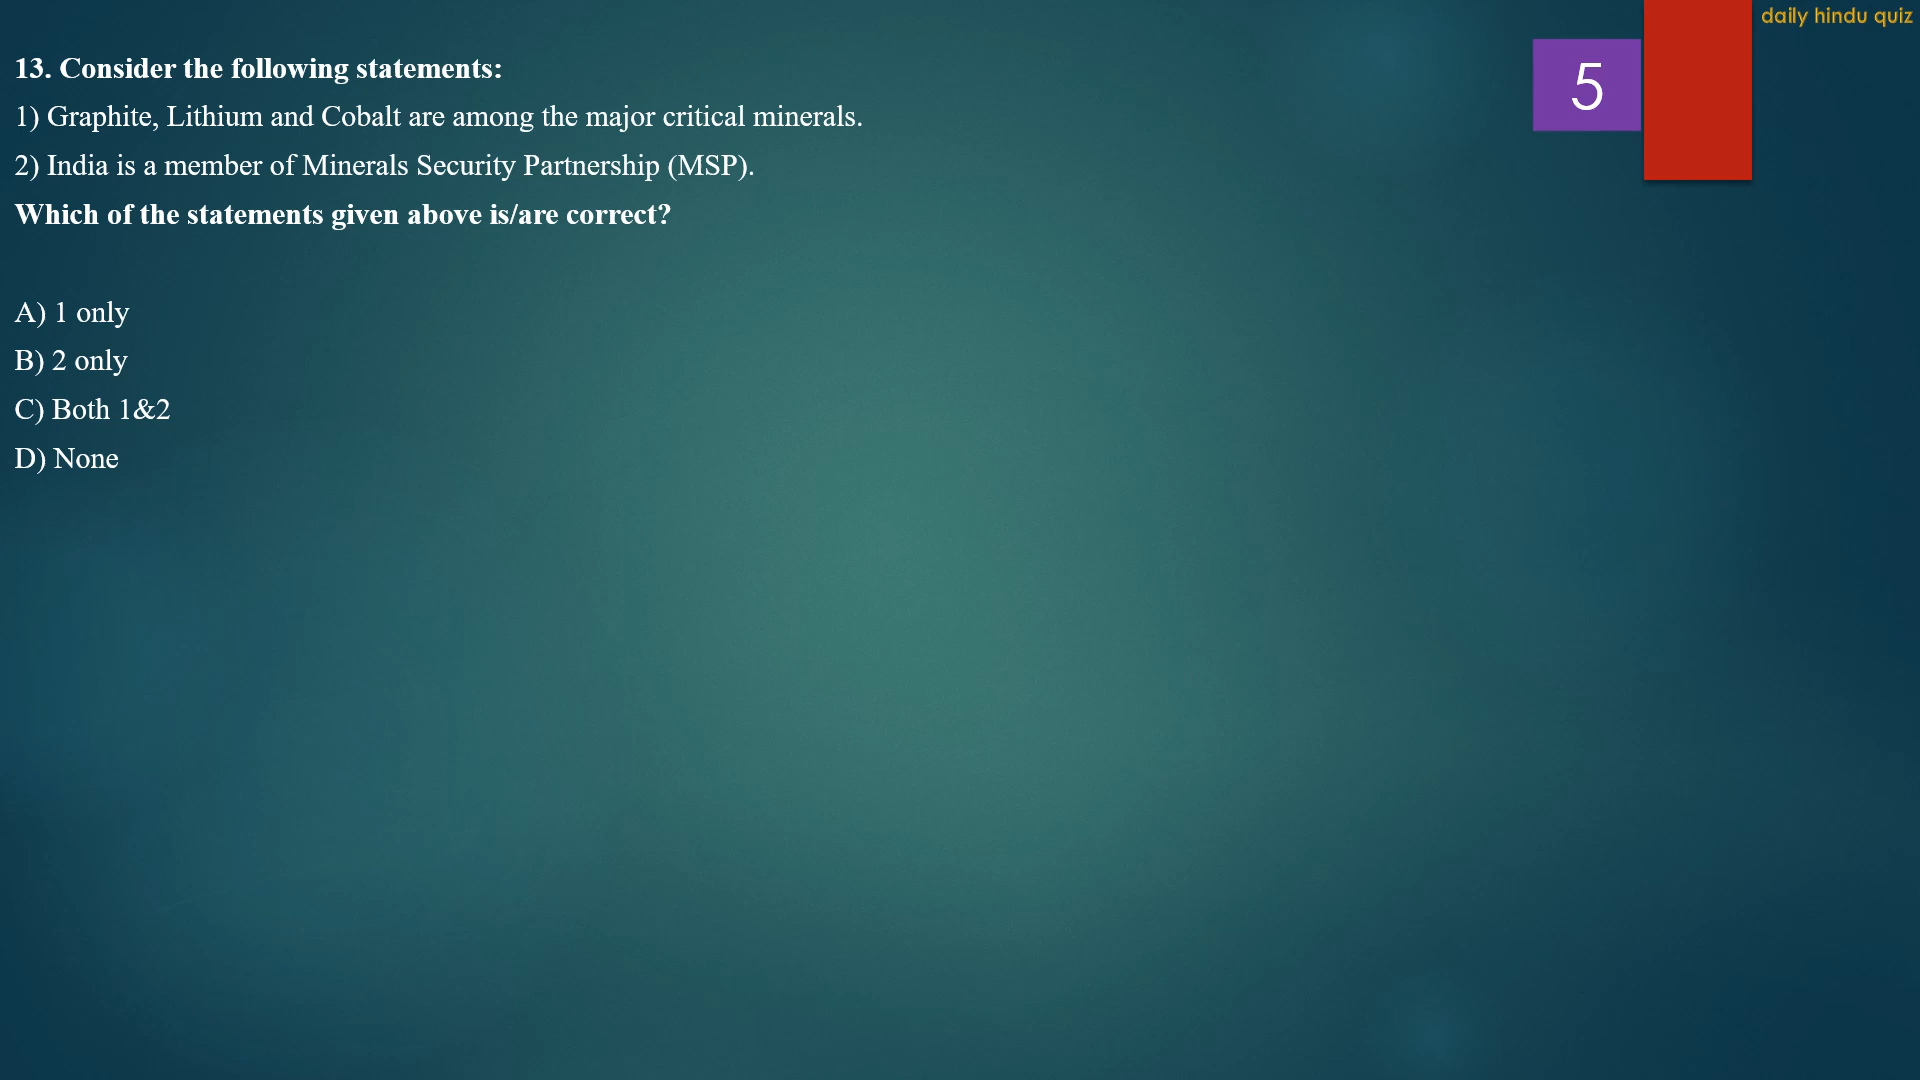 daily hindu quiz
5
13. Consider the following statements:
1) Graphite, Lithium and Cobalt are among the major critical minerals.
2) India is a member of Minerals Security Partnership (MSP).
Which of the statements given above is/are correct?
A) 1 only
B) 2 only
C) Both 1&2
D) None